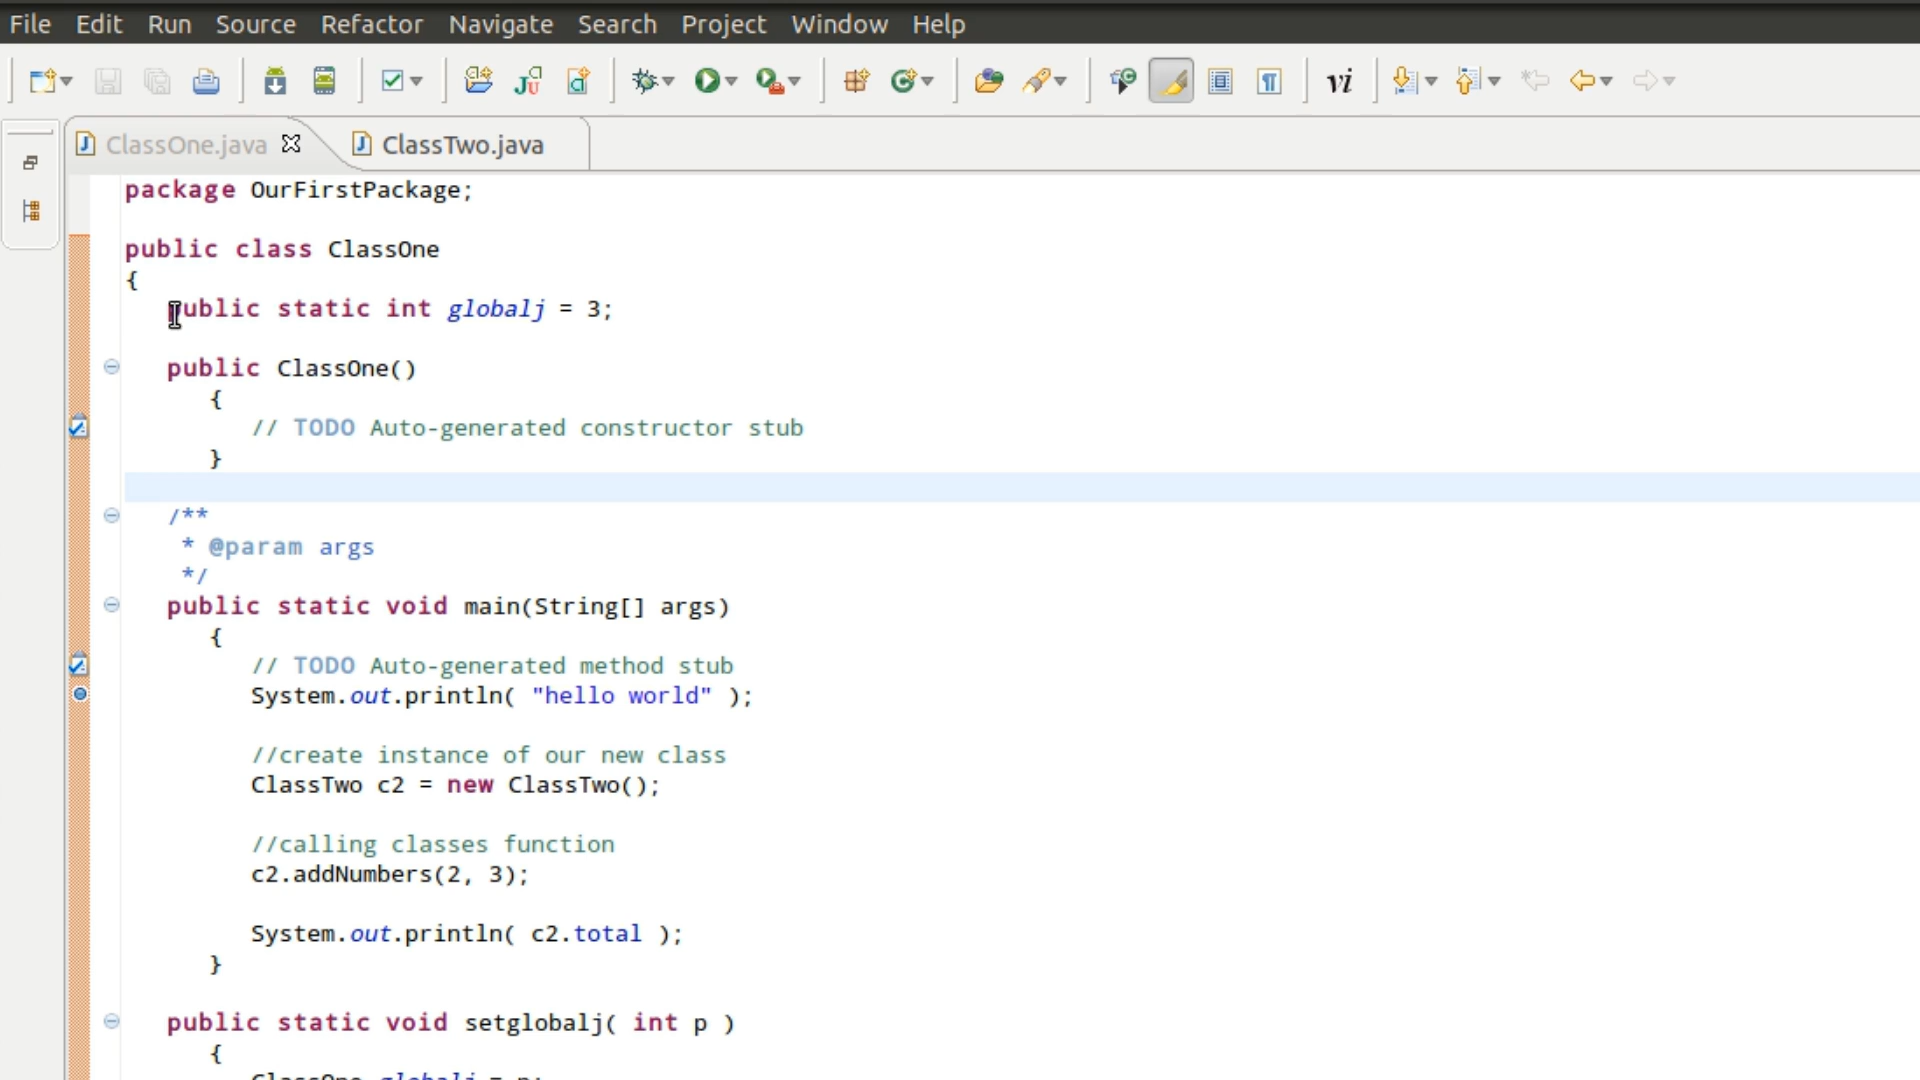 File Edit Run Source Refactor Navigate Search Project Window Help
Ju a vi
ClassOne.java ClassTwo.java
package OurFirstPackage;
public class ClassOne
{
public static int globalj = 3;
public ClassOne()
{
// TODO Auto-generated constructor stub
}
/**
* @param args
*/
public static void main(String[] args)
{
// TODO Auto-generated method stub
System.out.println( "hello world" );
//create instance of our new class
ClassTwo c2 = new ClassTwo();
//calling classes function
c2.addNumbers(2, 3);
System.out.println( c2.total );
}
public static void setglobalj( int p )
{
ClassOne.globalj = p;